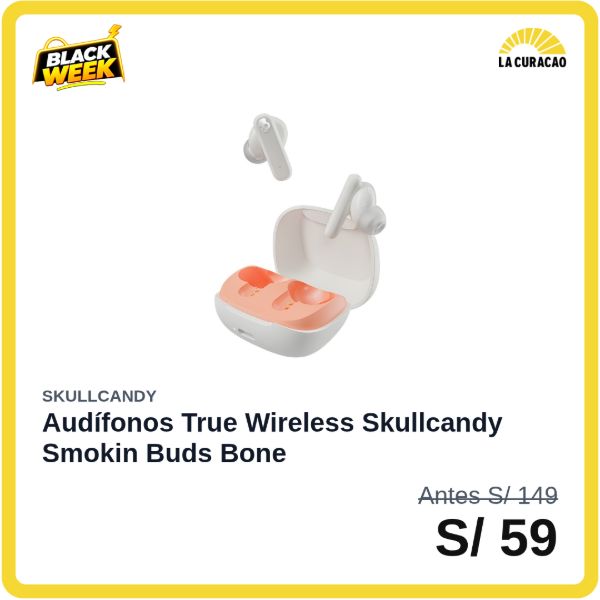 BLACK
WEEK
LA CURACAO
SKULLCANDY
Audífonos True Wireless Skullcandy
Smokin Buds Bone
Antes S/ 149
S/ 59